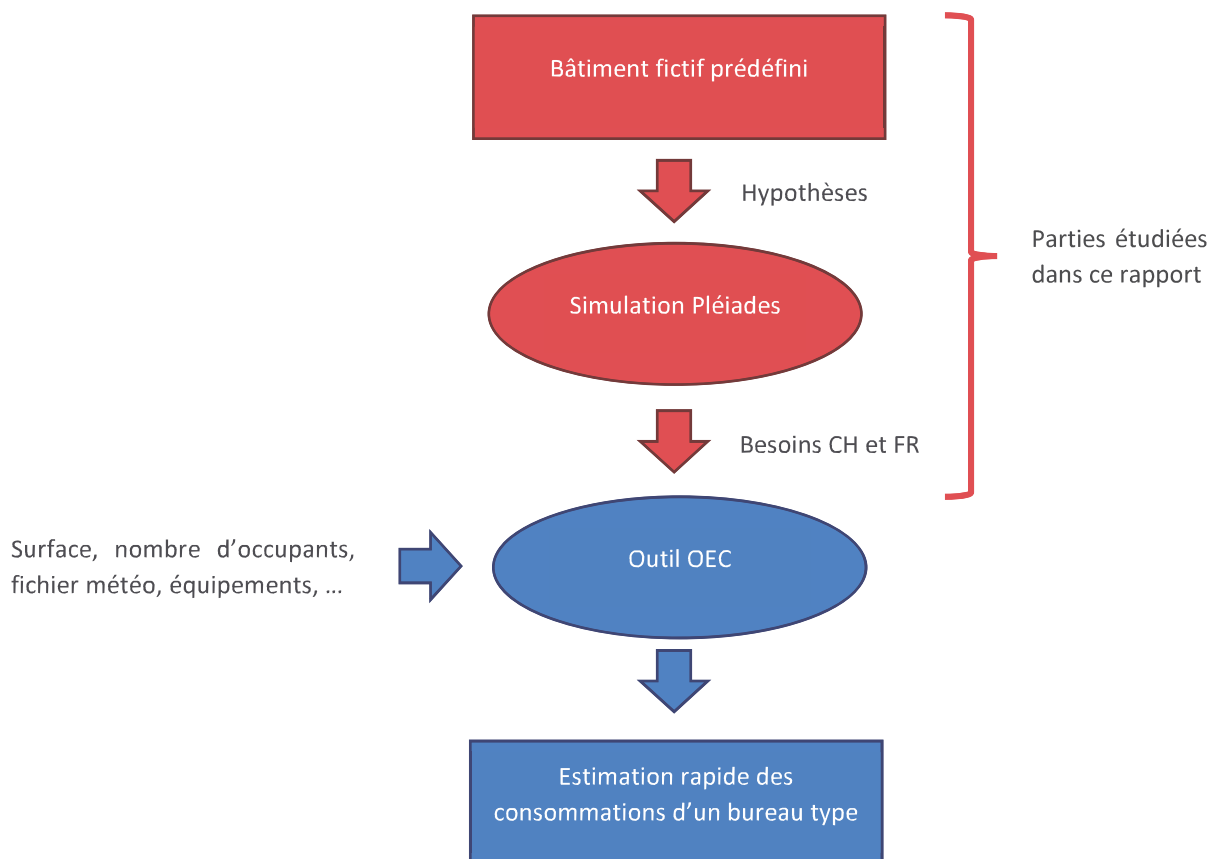 Bâtiment fictif prédéfini
Hypothèses
Parties étudiées
dans ce rapport
Simulation Pléiades
Besoins CH et FR
Surface, nombre d’occupants,
fichier météo, équipements, ...
Outil OEC
Estimation rapide des
consommations d’un bureau type